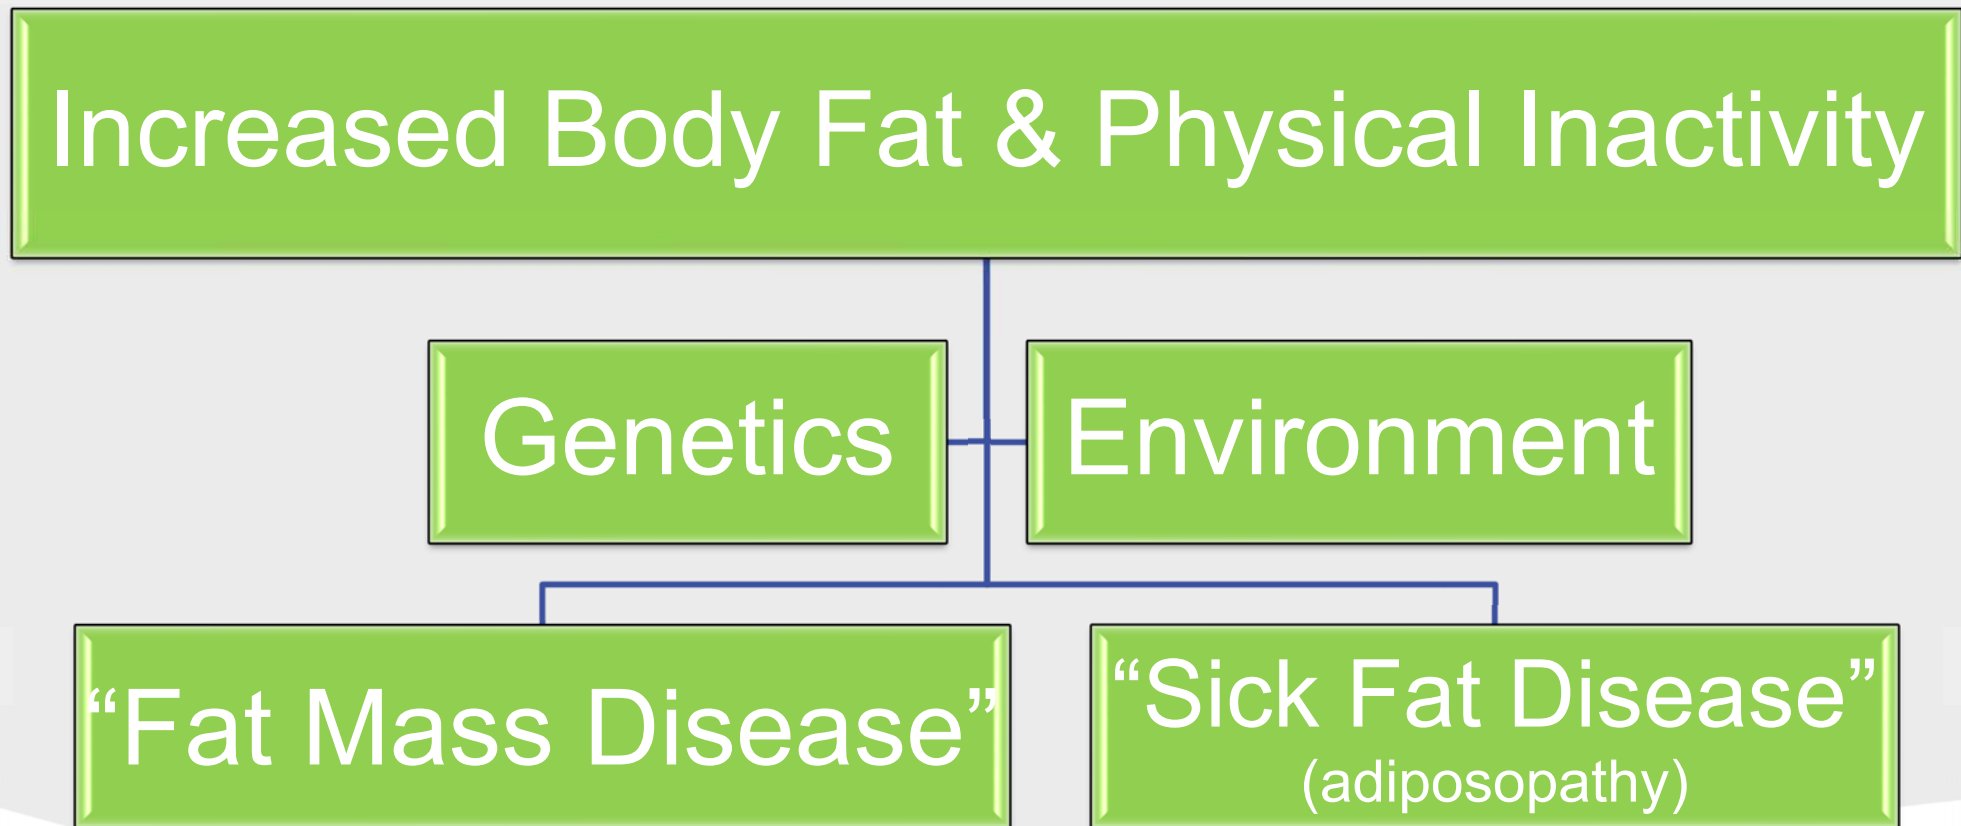 Increased Body Fat & Physical Inactivity
Genetics
Environment
“Fat Mass Disease”
“Sick Fat Disease”
(adiposopathy)